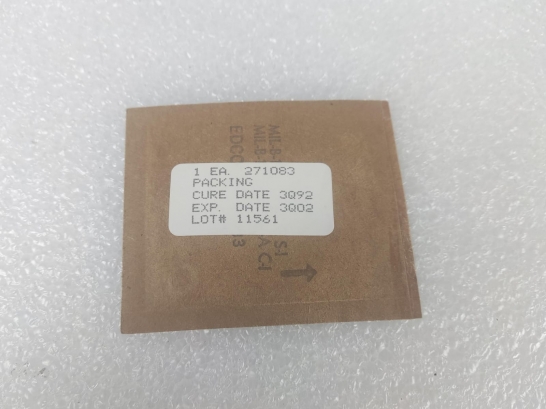 1 EA. 271083
PACKING
CURE DATE 3Q92
EXP. DATE 3Q02
LOT# 11561